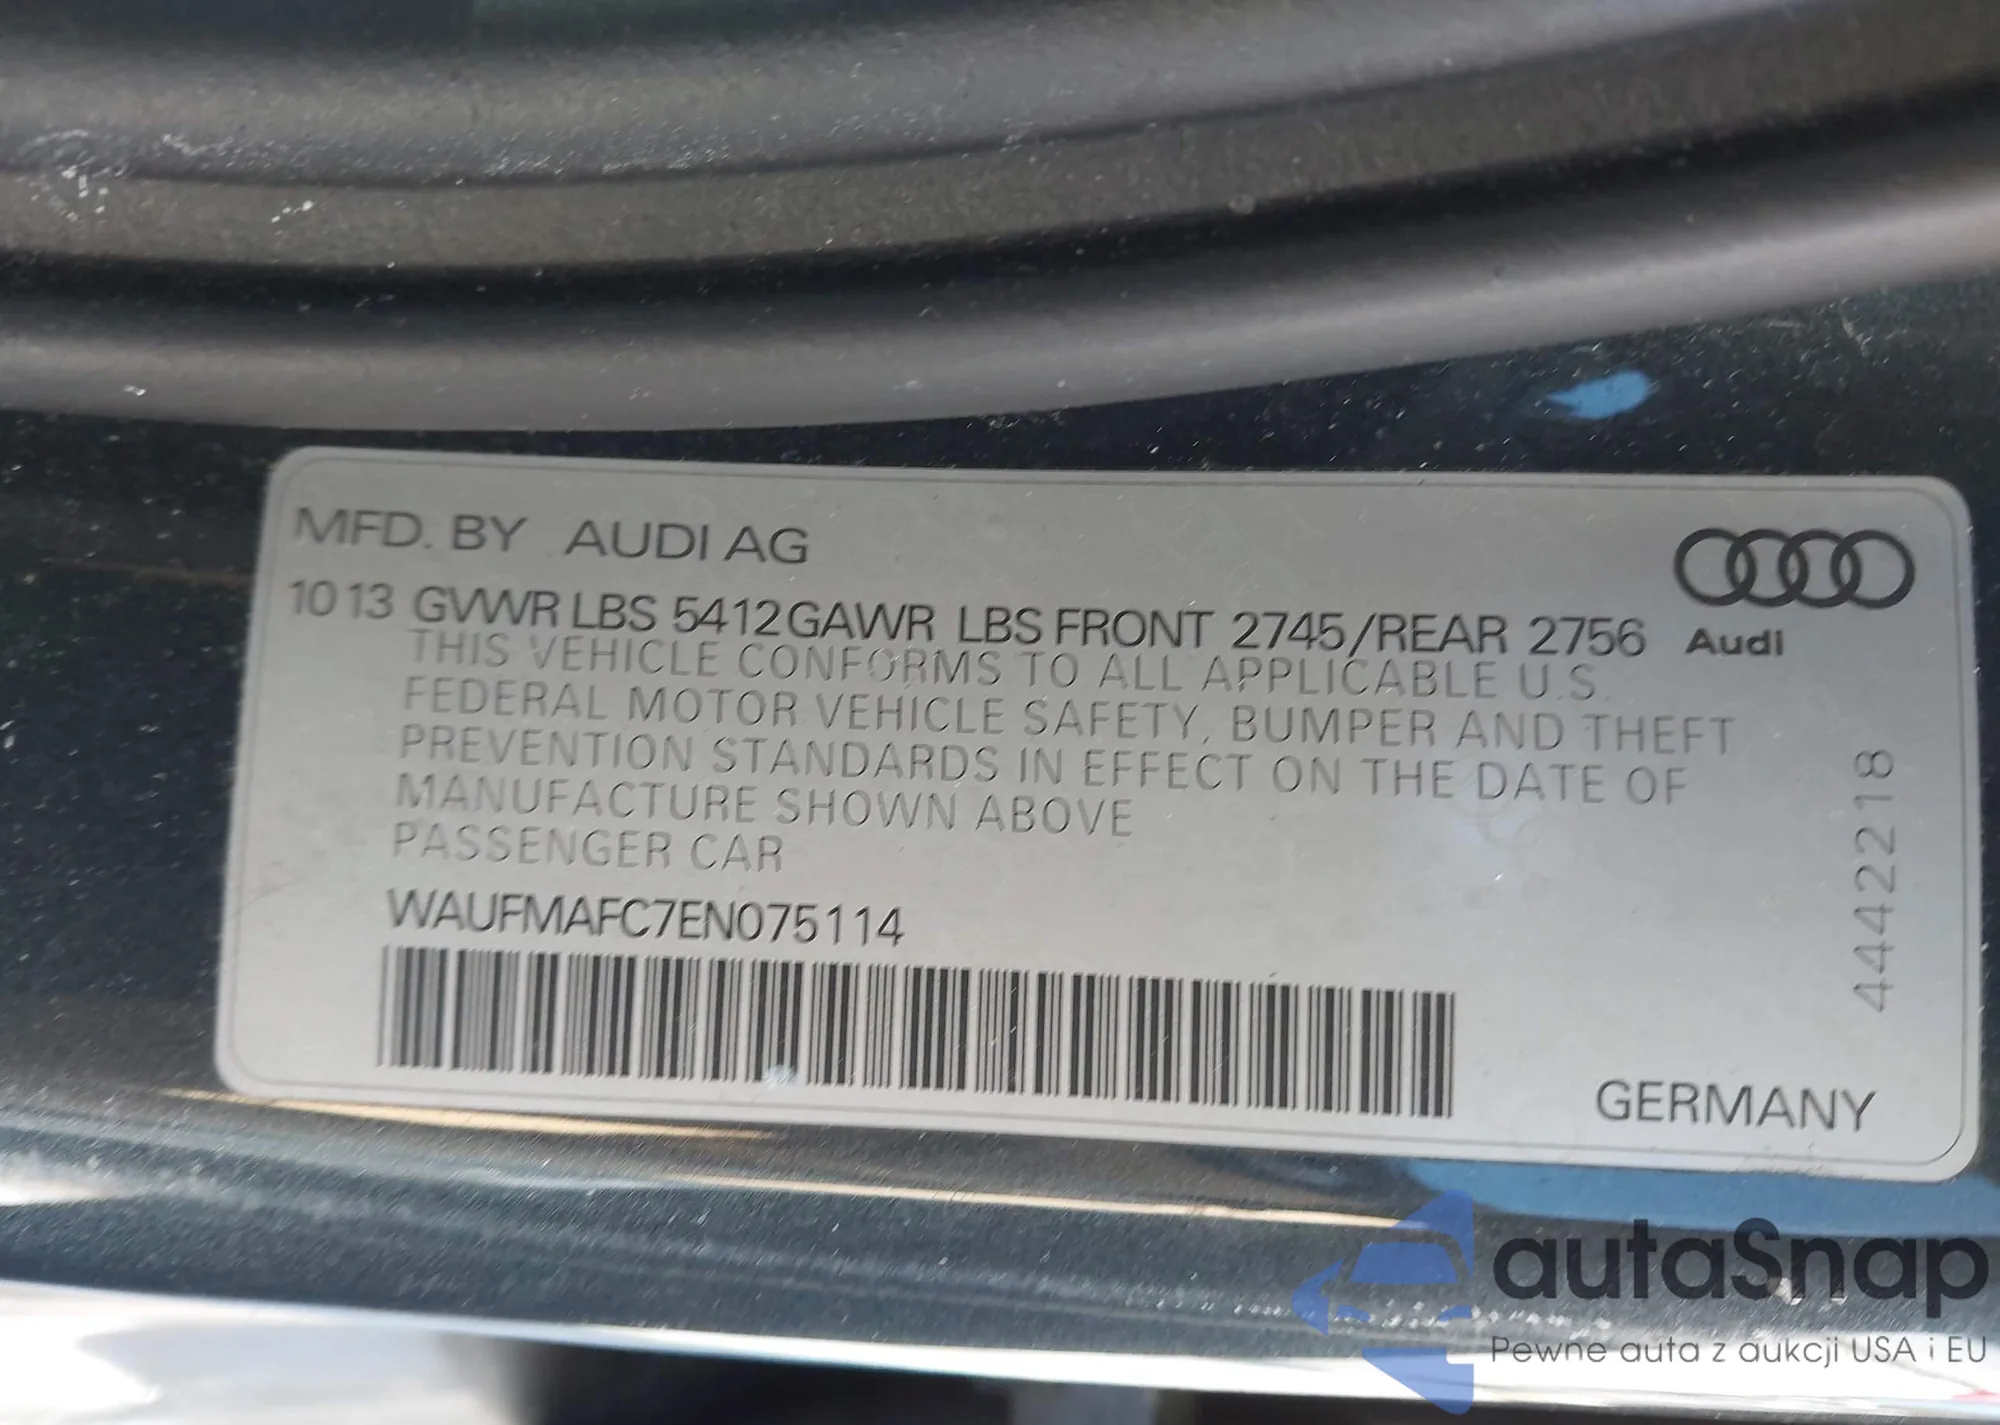 MFD. BY AUDI AG
10 13 GVWR LBS 5412 GAWR LBS FRONT 2745/REAR 2756
Audi
THIS VEHICLE CONFORMS TO ALL APPLICABLE U.S.
FEDERAL MOTOR VEHICLE SAFETY, BUMPER AND THEFT
PREVENTION STANDARDS IN EFFECT ON THE DATE OF
MANUFACTURE SHOWN ABOVE
PASSENGER CAR
WAUFMAFC7EN075114
4442218
GERMANY
autaSnap
Pewne auta z aukcji USA i EU